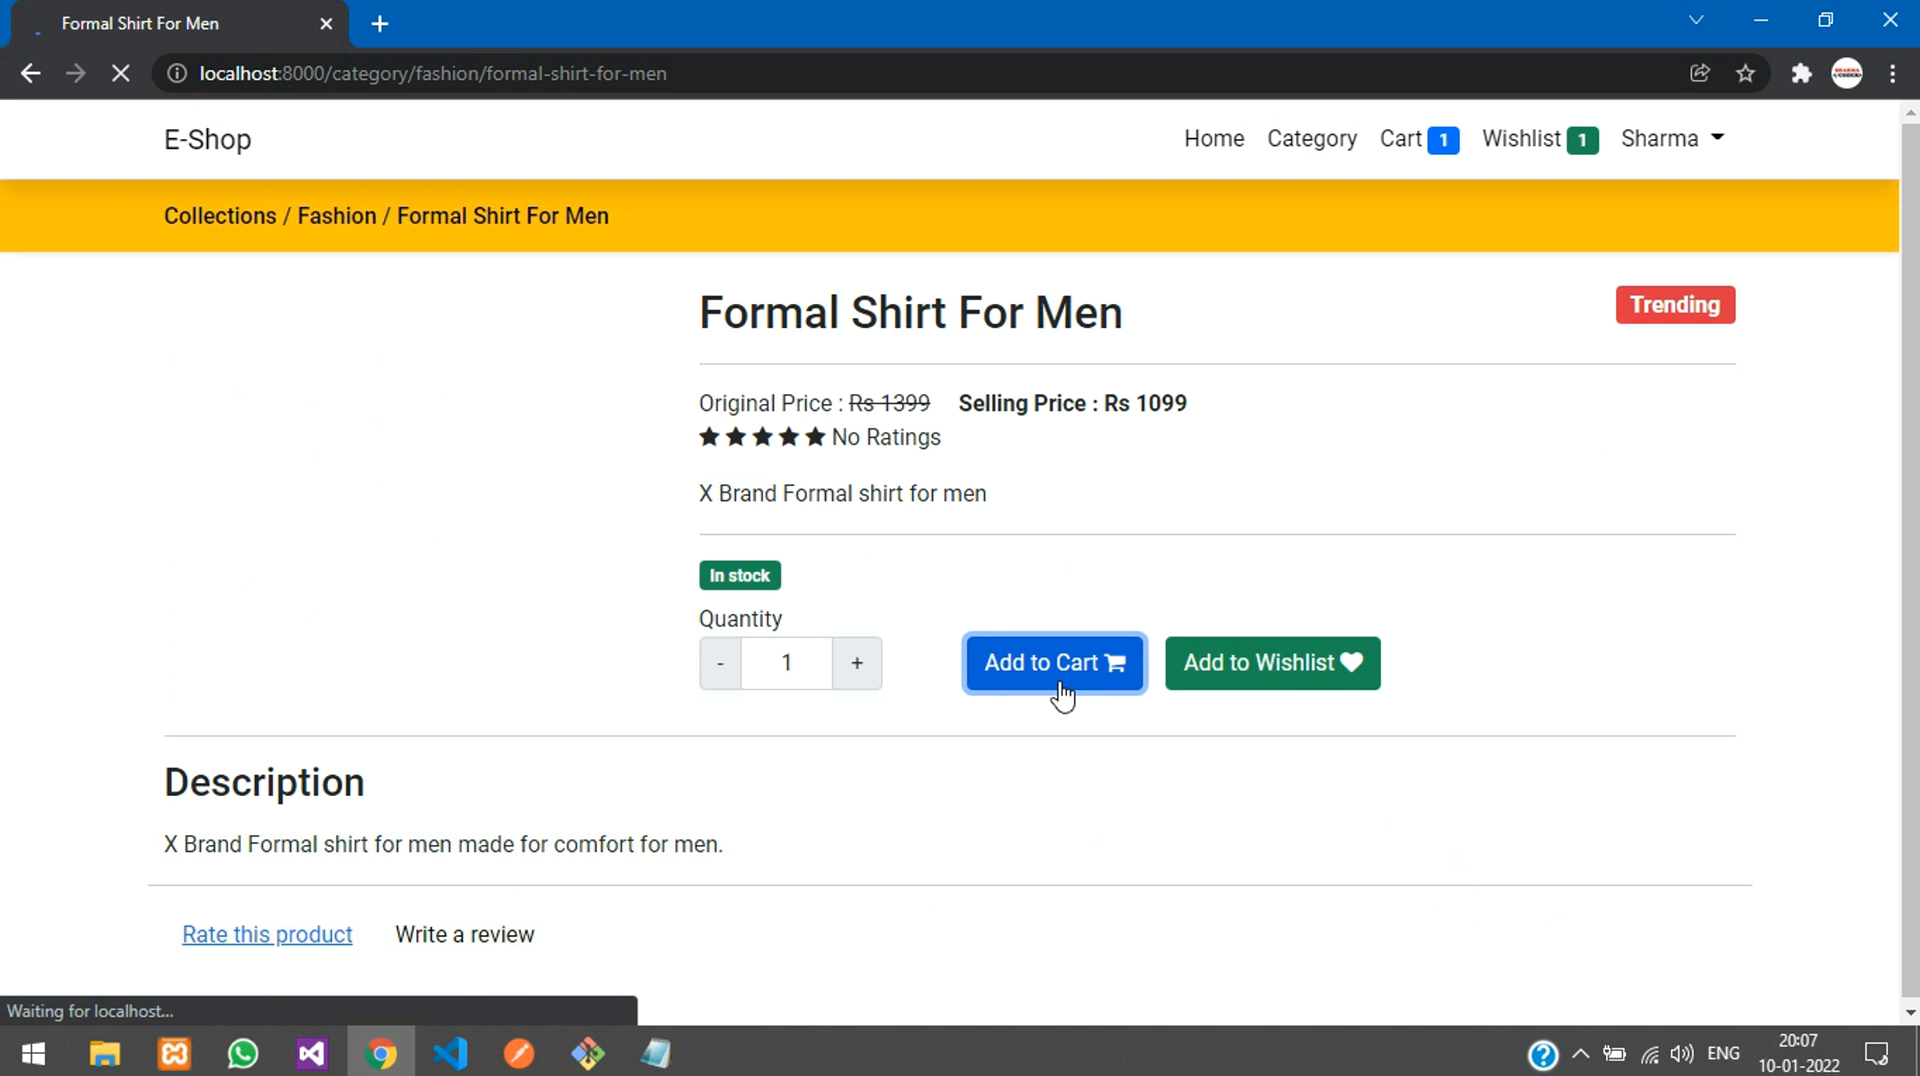 Formal Shirt For Men
localhost:8000/category/fashion/formal-shirt-for-men
E-Shop
Home Category Cart 1 Wishlist 1 Sharma
Collections / Fashion / Formal Shirt For Men
Formal Shirt For Men
Trending
Original Price : Rs 1399 Selling Price : Rs 1099
No Ratings
X Brand Formal shirt for men
In stock
Quantity
- 1 + Add to Cart Add to Wishlist
Description
X Brand Formal shirt for men made for comfort for men.
Rate this product Write a review
Waiting for localhost...
ENG
20:07
10-01-2022